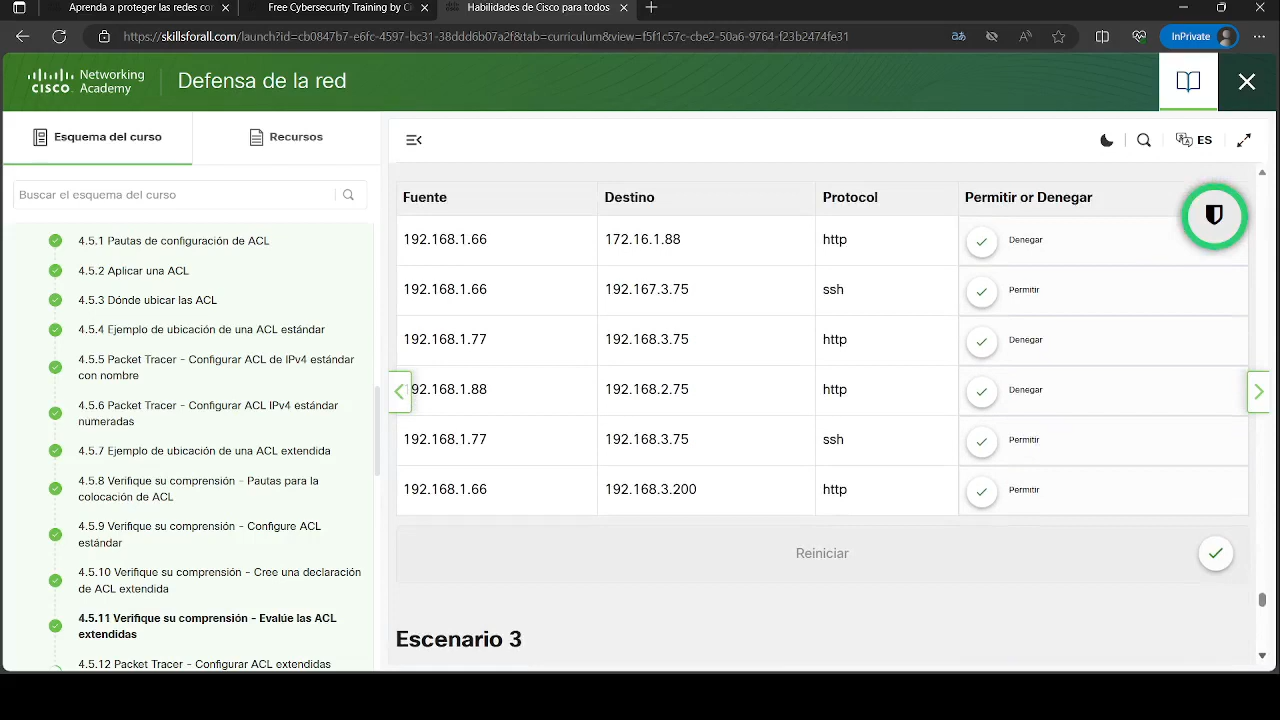 Aprenda a proteger las redes cor
Free Cybersecurity Training by Ci
Habilidades de Cisco para todos
https://skillsforall.com/launch?id=cb0847b7-e6fc-4597-bc31-38ddd6b07af2&tab=curriculum&view=f5f1c57c-cbe2-50a6-9764-f23b2474fe31
InPrivate
Networking
CISCO Academy
Defensa de la red
Esquema del curso
Recursos
ES
Buscar el esquema del curso
4.5.1 Pautas de configuración de ACL
4.5.2 Aplicar una ACL
4.5.3 Dónde ubicar las ACL
4.5.4 Ejemplo de ubicación de una ACL estándar
4.5.5 Packet Tracer - Configurar ACL de IPv4 estándar
con nombre
4.5.6 Packet Tracer - Configurar ACL IPv4 estándar
numeradas
4.5.7 Ejemplo de ubicación de una ACL extendida
4.5.8 Verifique su comprensión - Pautas para la
colocación de ACL
4.5.9 Verifique su comprensión - Configure ACL
estándar
4.5.10 Verifique su comprensión - Cree una declaración
de ACL extendida
4.5.11 Verifique su comprensión - Evalúe las ACL
extendidas
4.5.12 Packet Tracer - Configurar ACL extendidas
Fuente Destino Protocol Permitir or Denegar
192.168.1.66 172.16.1.88 http Denegar
192.168.1.66 192.167.3.75 ssh Permitir
192.168.1.77 192.168.3.75 http Denegar
192.168.1.88 192.168.2.75 http Denegar
192.168.1.77 192.168.3.75 ssh Permitir
192.168.1.66 192.168.3.200 http Permitir
Reiniciar
Escenario 3